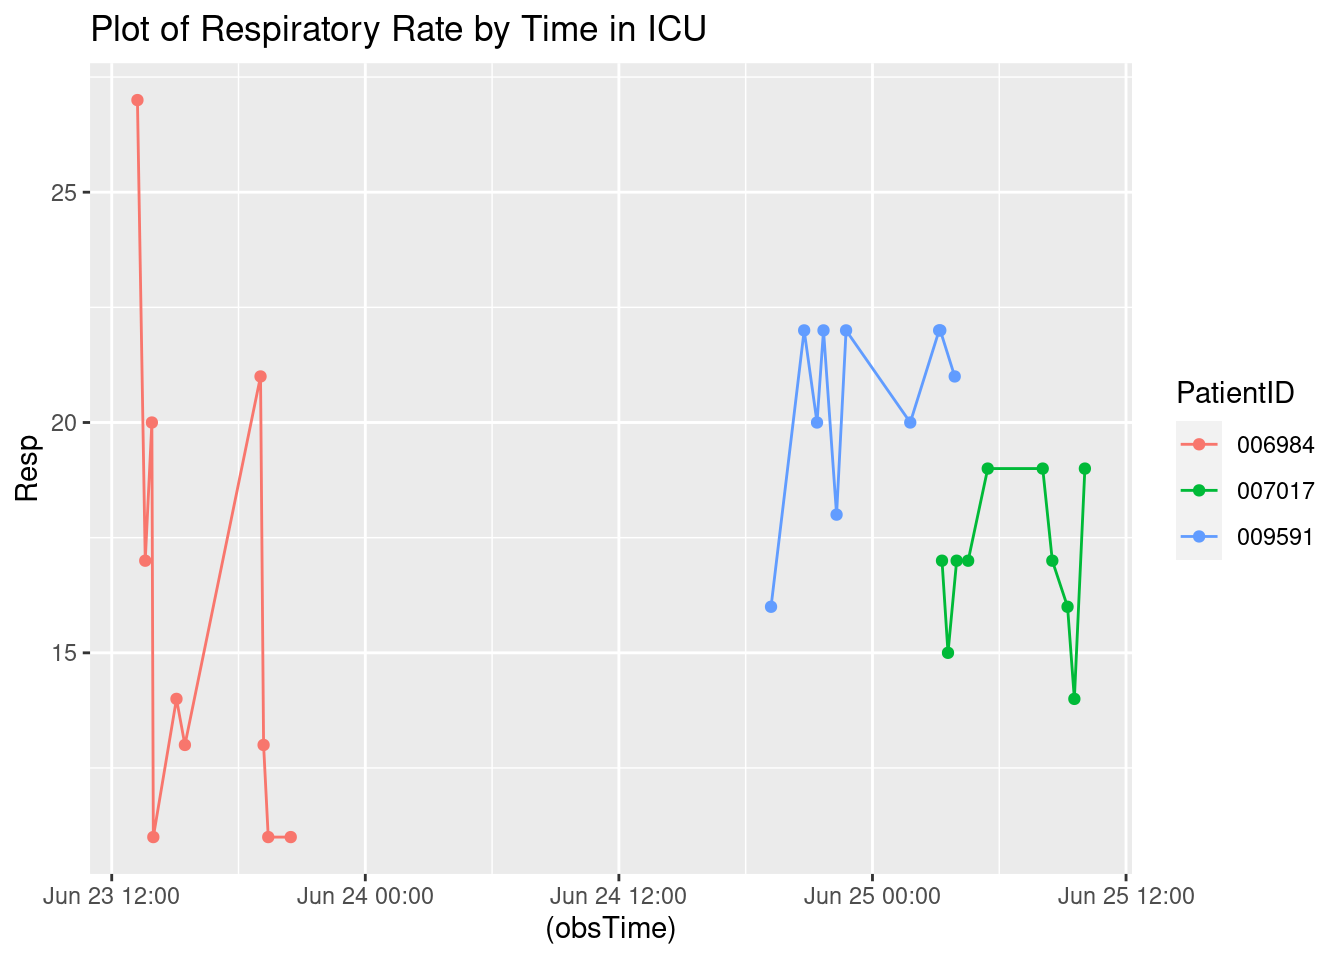 Plot of Respiratory Rate by Time in ICU
25
20
15
Resp
Jun 23 12:00
Jun 24 00:00
Jun 24 12:00
Jun 25 00:00
Jun 25 12:00
(obsTime)
PatientID
006984
007017
009591